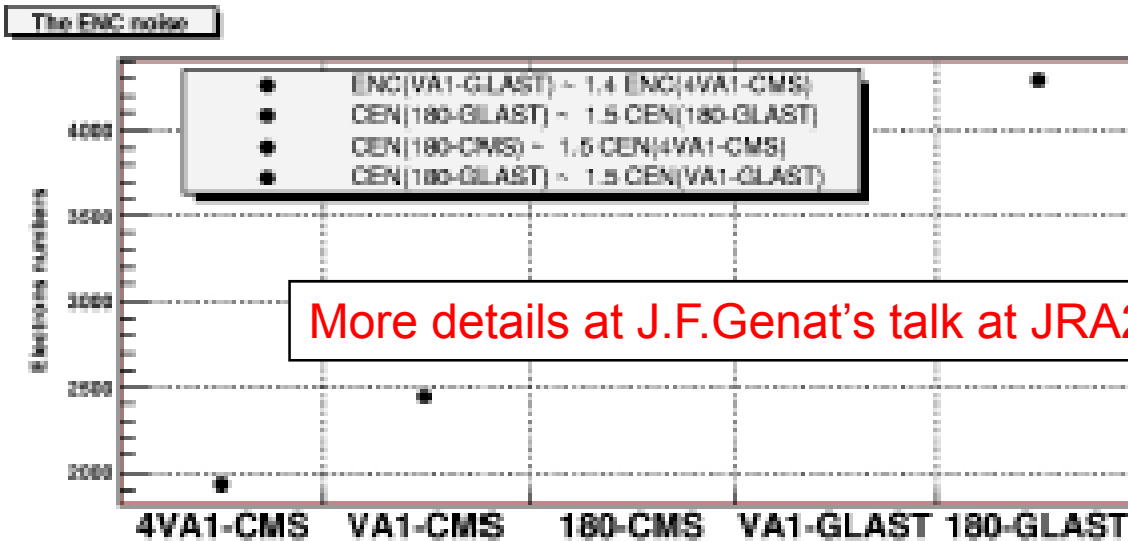 The ENC noise
ENC(VA1-GLAST) ~ 1.4 ENC(4VA1-CMS)
CEN(180-GLAST) ~ 1.5 CEN(180-GLAST)
CEN(180-CMS) ~ 1.5 CEN(4VA1-CMS)
CEN(180-GLAST) ~ 1.5 CEN(VA1-GLAST)
4000
3500
3000
2500
2000
Elections numbers
More details at J.F.Genat's talk at JRA2
4VA1-CMS VA1-CMS 180-CMS VA1-GLAST 180-GLAST